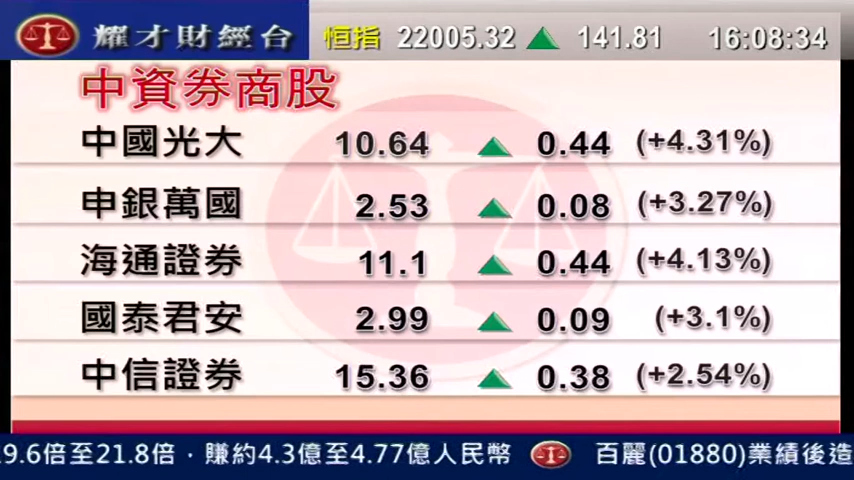 耀才財經台 恒指 22005.32 ▲ 141.81 16:08:34
中資券商股
中國光大 10.64 ▲ 0.44 (+4.31%)
申銀萬國 2.53 ▲ 0.08 (+3.27%)
海通證券 11.1 ▲ 0.44 (+4.13%)
國泰君安 2.99 ▲ 0.09 (+3.1%)
中信證券 15.36 ▲ 0.38 (+2.54%)
9.6倍至21.8倍，賺約4.3億至4.77億人民幣 百麗(01880)業績後造